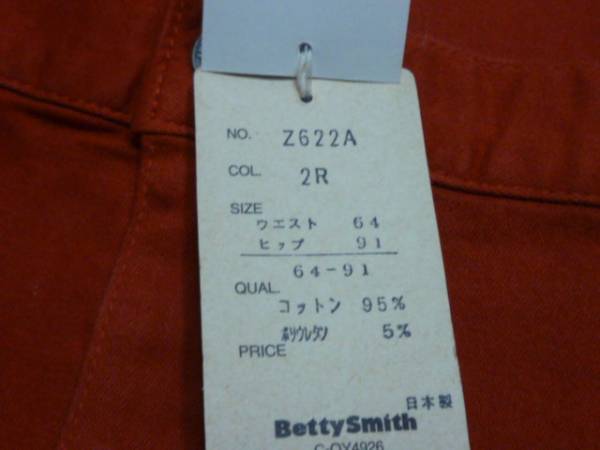 NO. Z622A
COL. 2R
SIZE
ウエスト 64
ヒップ 91
64-91
QUAL.
コットン 95%
ポリウレタン 5%
PRICE
日本製
BettySmith
C-OY4926